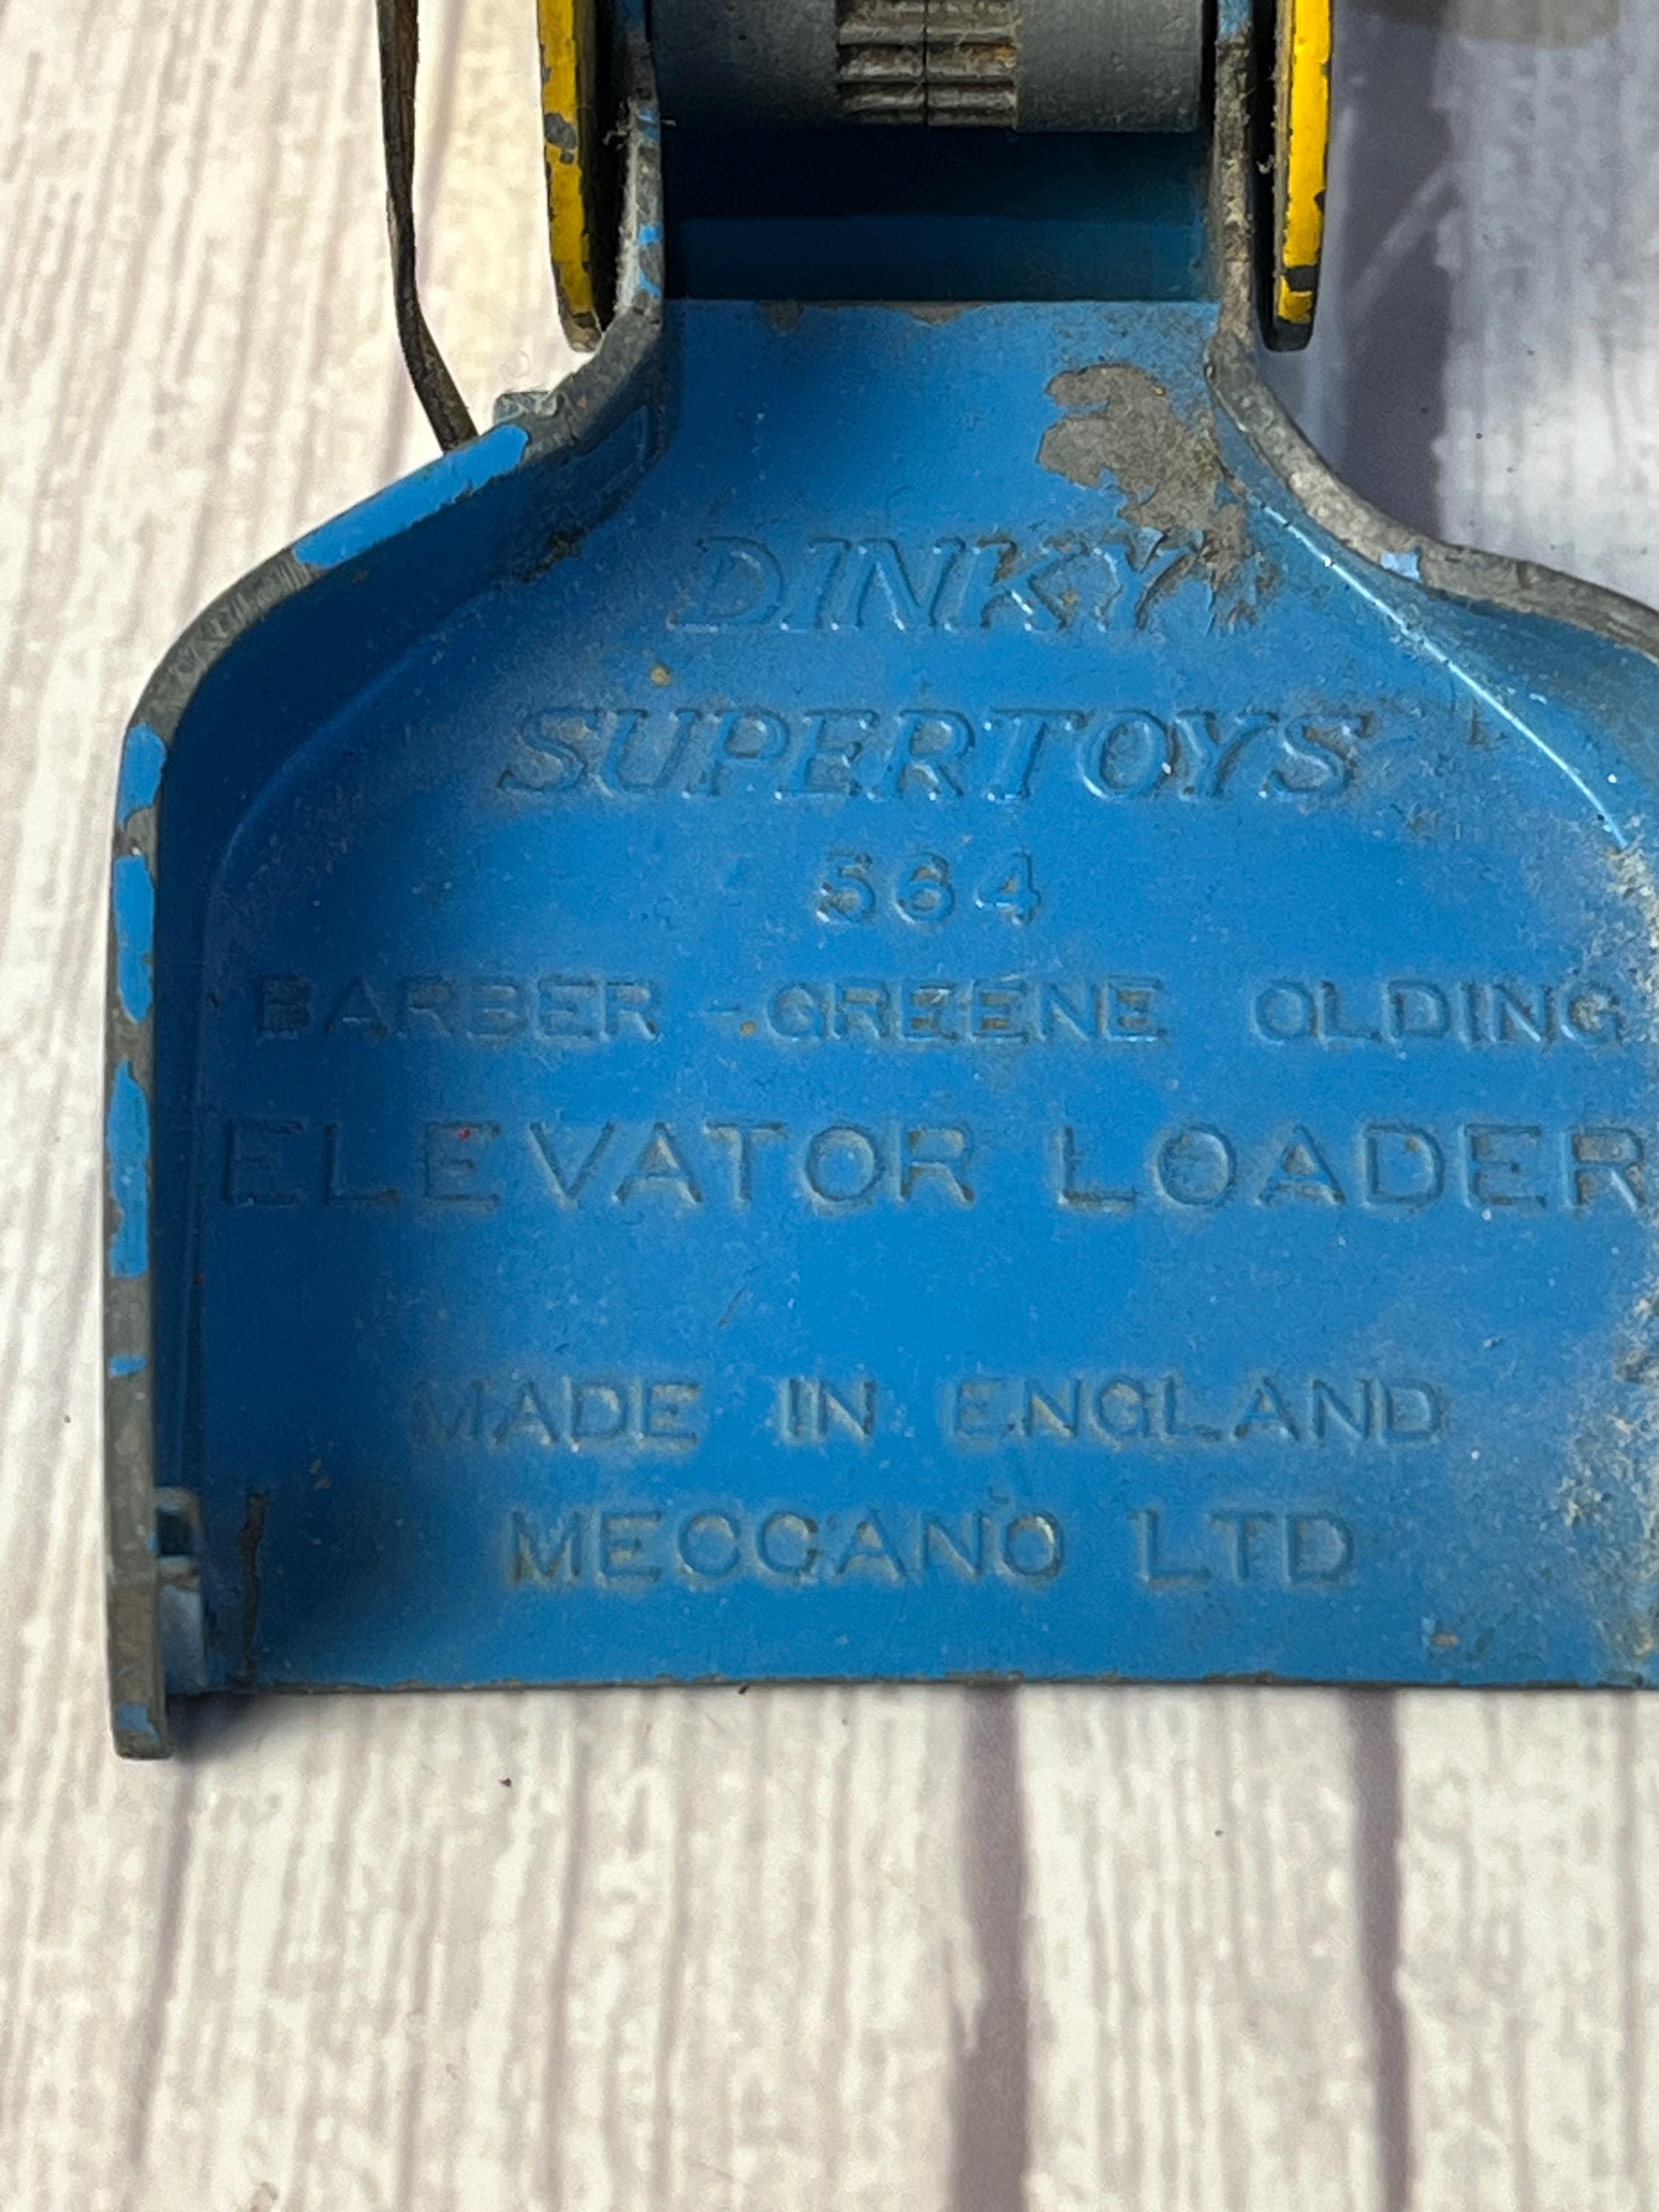 DINKY
SUPERTOYS
564
BARBER-GREENE OLDING
ELEVATOR LOADER
MADE IN ENGLAND
MECCANO LTD